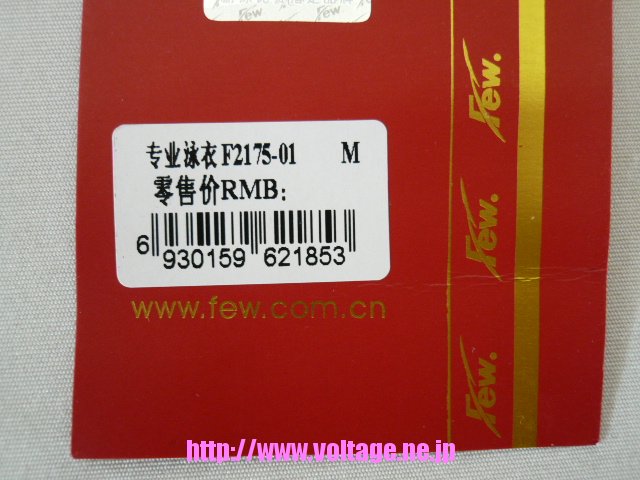 Few
Few.
专业泳衣F2175-01 M
零售价RMB:
6 930159 621853
Few.
www.few.com.cn
Few.
http://www.voltage.ne.jp